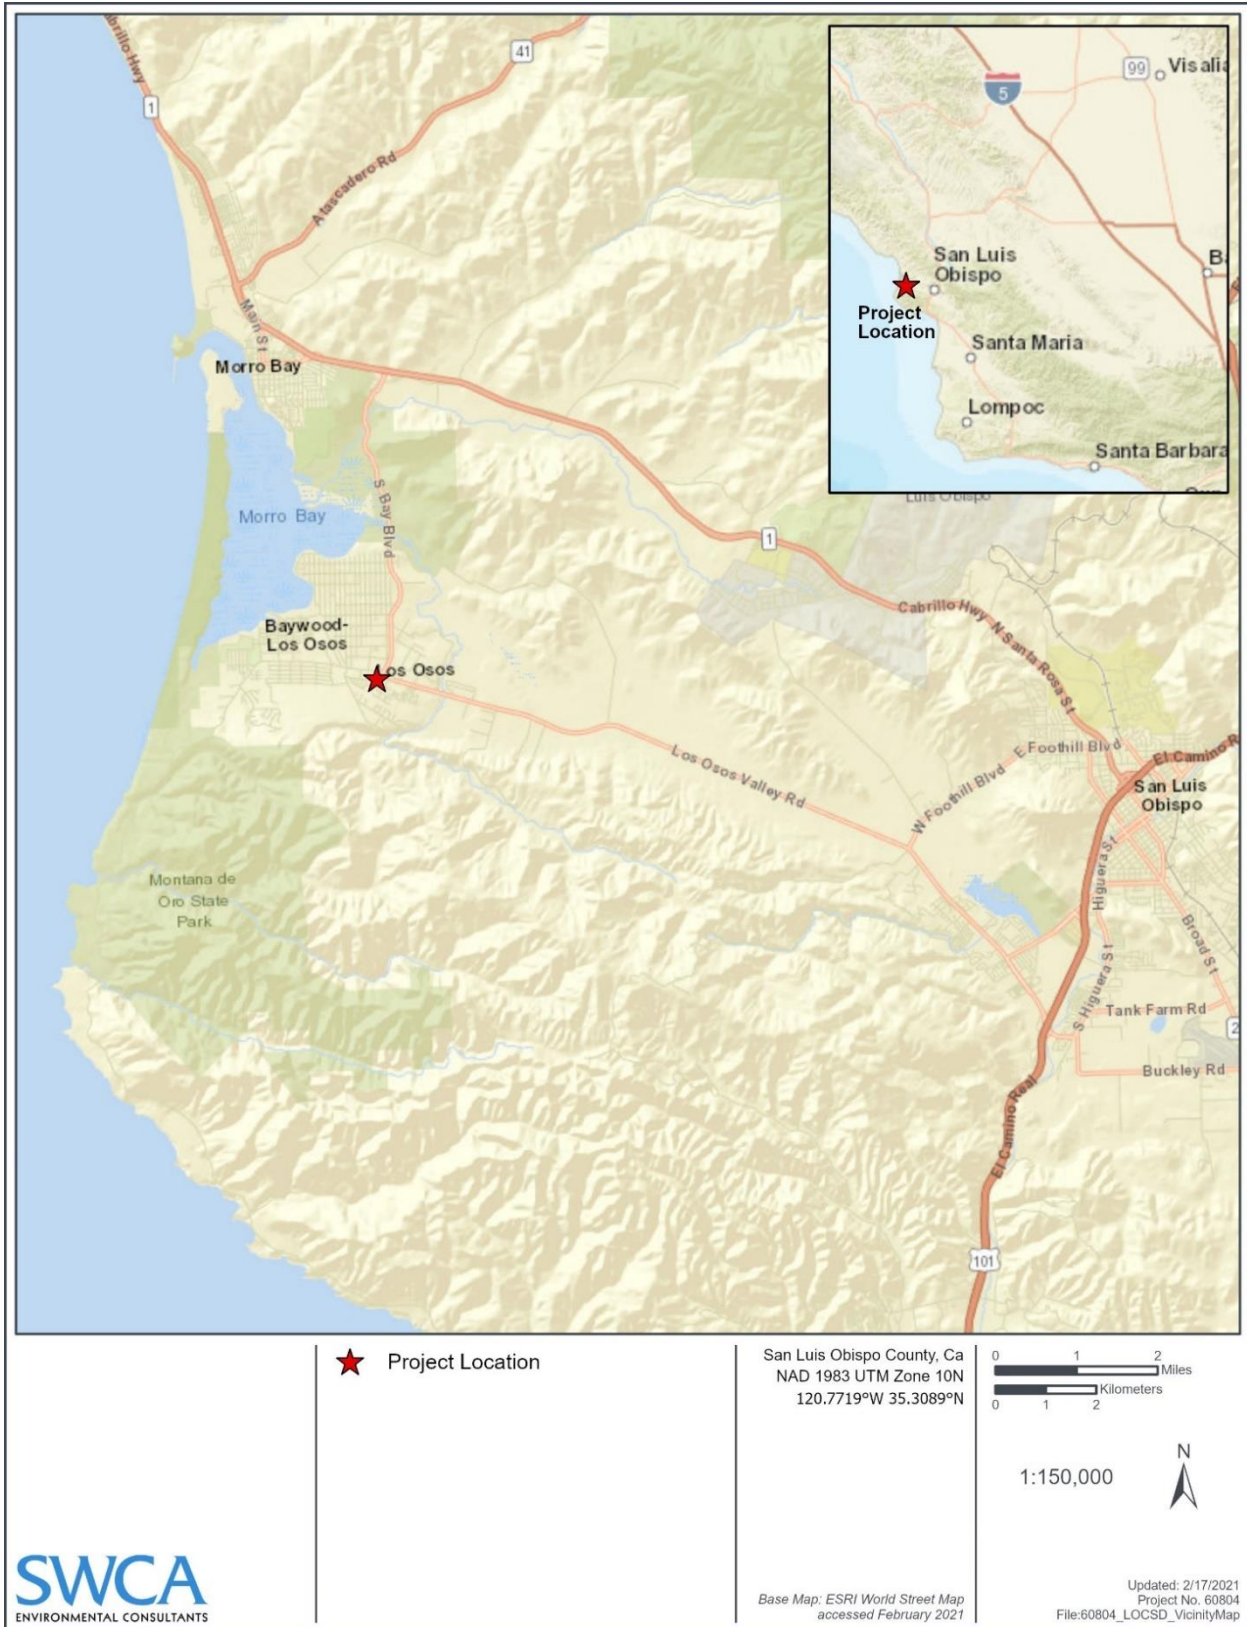 Cabrillo Hwy
41
1
Atascadero Rd
Main St
Morro Bay
S Bay Blvd
Morro Bay
1
Baywood-
Los Osos
Los Osos
Cabrillo Hwy
N Santa Rosa St
Los Osos Valley Rd
W Foothill Blvd
E Foothill Blvd
El Camino R
San Luis
Obispo
Montana de
Oro State
Park
Higuera St
Broad St
S Higuera St
Tank Farm Rd
2
Buckley Rd
El Camino Real
101
Luis Obispo
5
99
Visalia
San Luis
Obispo
Project
Location
Santa Maria
Lompoc
Santa Barbara
B
Project Location
San Luis Obispo County, Ca
NAD 1983 UTM Zone 10N
120.7719°W 35.3089°N
0 1 2
Miles
Kilometers
0 1 2
N
1:150,000
SWCA
ENVIRONMENTAL CONSULTANTS
Base Map: ESRI World Street Map
accessed February 2021
Updated: 2/17/2021
Project No. 60804
File:60804_LOCSD_VicinityMap